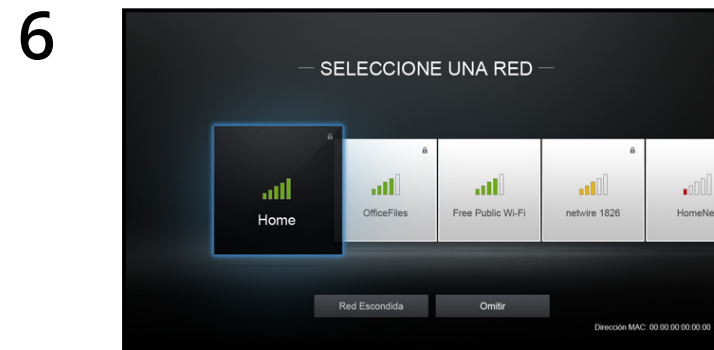 6
SELECCIONE UNA RED
Home
OfficeFiles
Free Public Wi-Fi
netwire 1826
HomeNe
Red Escondida
Omitir
Dirección MAC: 00:00:00:00:00:00